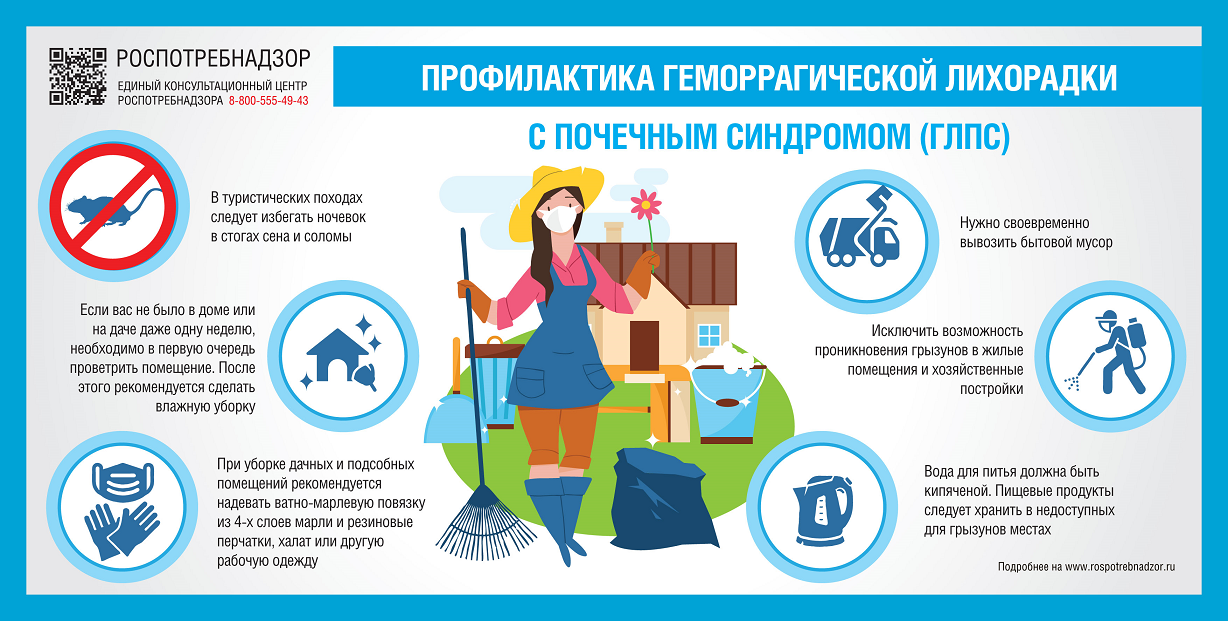 РОСПОТРЕБНАДЗОР
ЕДИНЫЙ КОНСУЛЬТАЦИОННЫЙ ЦЕНТР
РОСПОТРЕБНАДЗОРА 8-800-555-49-43
ПРОФИЛАКТИКА ГЕМОРРАГИЧЕСКОЙ ЛИХОРАДКИ
С ПОЧЕЧНЫМ СИНДРОМОМ (ГЛПС)
В туристических походах
следует избегать ночевок
в стогах сена и соломы
Если вас не было в доме или
на даче даже одну неделю,
необходимо в первую очередь
проветрить помещение. После
этого рекомендуется сделать
влажную уборку
При уборке дачных и подсобных
помещений рекомендуется
надевать ватно-марлевую повязку
из 4-х слоев марли и резиновые
перчатки, халат или другую
рабочую одежду
Нужно своевременно
вывозить бытовой мусор
Исключить возможность
проникновения грызунов в жилые
помещения и хозяйственные
постройки
Вода для питья должна быть
кипяченой. Пищевые продукты
следует хранить в недоступных
для грызунов местах
Подробнее на www.rospotrebnadzor.ru